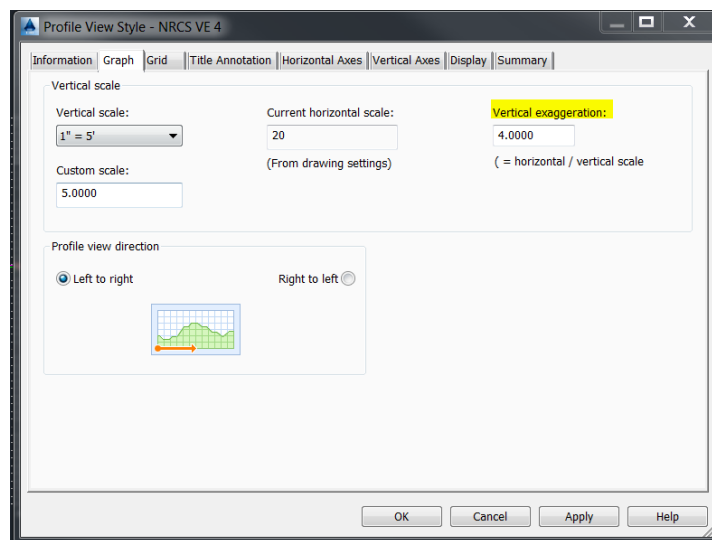 Profile View Style - NRCS VE 4
Information Graph Grid Title Annotation Horizontal Axes Vertical Axes Display Summary
Vertical scale
Vertical scale: Current horizontal scale: Vertical exaggeration:
1" = 5' 20 4.0000
(From drawing settings) ( = horizontal / vertical scale
Custom scale:
5.0000
Profile view direction
Left to right Right to left
OK Cancel Apply Help